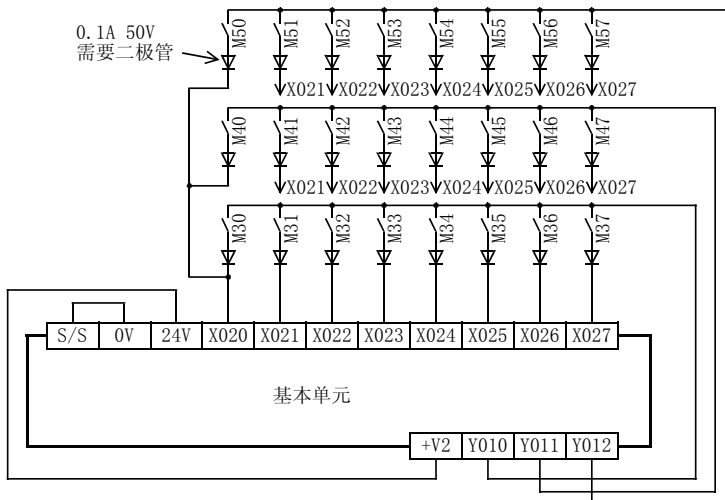 0.1A 50V
需要二极管
M50 M51 M52 M53 M54 M55 M56 M57
X021 X022 X023 X024 X025 X026 X027
M40 M41 M42 M43 M44 M45 M46 M47
X021 X022 X023 X024 X025 X026 X027
M30 M31 M32 M33 M34 M35 M36 M37
S/S 0V 24V X020 X021 X022 X023 X024 X025 X026 X027
基本单元
+V2 Y010 Y011 Y012